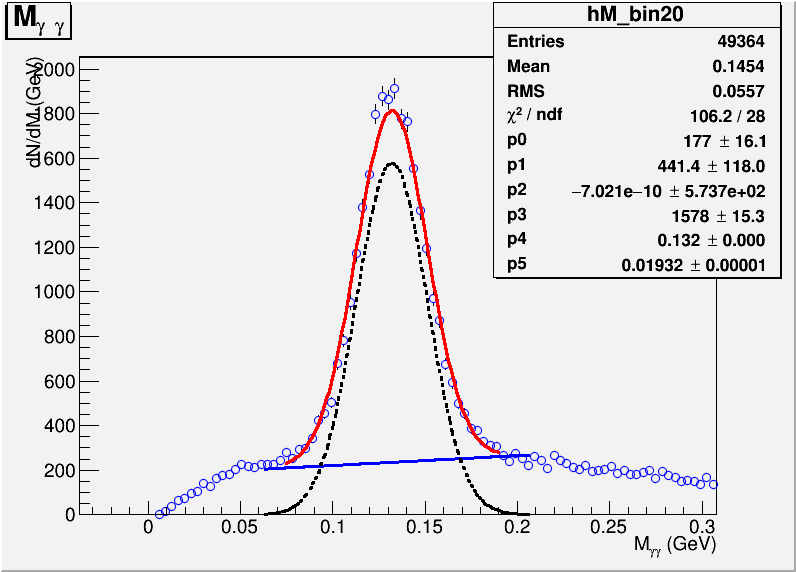 M γ γ
hM_bin20
Entries 49364
Mean 0.1454
RMS 0.0557
χ² / ndf 106.2 / 28
p0 177 ± 16.1
p1 441.4 ± 118.0
p2 −7.021e−10 ± 5.737e+02
p3 1578 ± 15.3
p4 0.132 ± 0.000
p5 0.01932 ± 0.00001
dN/dM (GeV)
2000
1800
1600
1400
1200
1000
800
600
400
200
0
0 0.05 0.1 0.15 0.2 0.25 0.3
Mγγ (GeV)